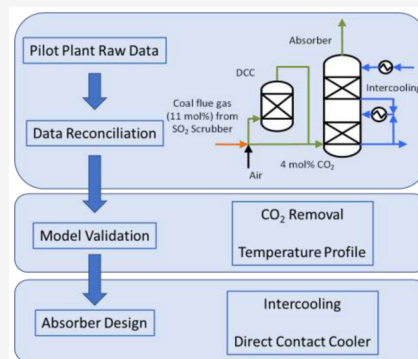 Pilot Plant Raw Data
Data Reconciliation
Absorber
DCC
Intercooling
Coal flue gas
(11 mol%) from
SO₂ Scrubber
Air
4 mol% CO₂
Model Validation
CO₂ Removal
Temperature Profile
Absorber Design
Intercooling
Direct Contact Cooler